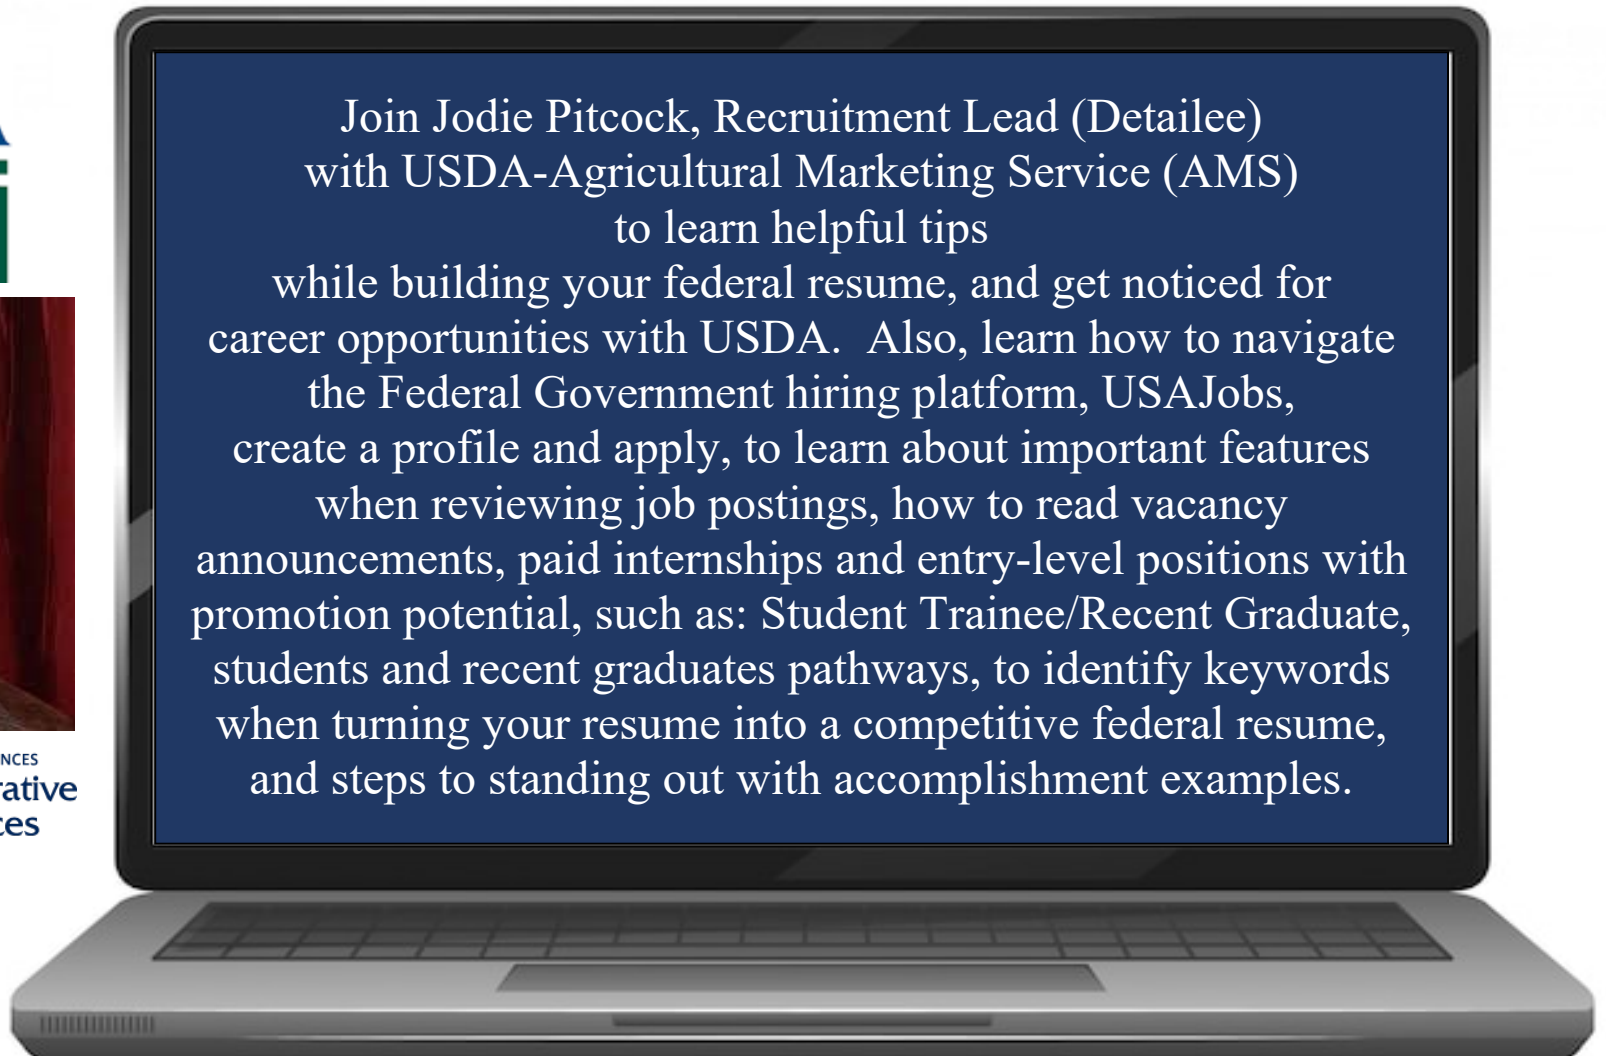 Join Jodie Pitcock, Recruitment Lead (Detailee)
with USDA-Agricultural Marketing Service (AMS)
to learn helpful tips
while building your federal resume, and get noticed for
career opportunities with USDA.  Also, learn how to navigate
the Federal Government hiring platform, USAJobs,
create a profile and apply, to learn about important features
when reviewing job postings, how to read vacancy
announcements, paid internships and entry-level positions with
promotion potential, such as: Student Trainee/Recent Graduate,
students and recent graduates pathways, to identify keywords
when turning your resume into a competitive federal resume,
and steps to standing out with accomplishment examples.